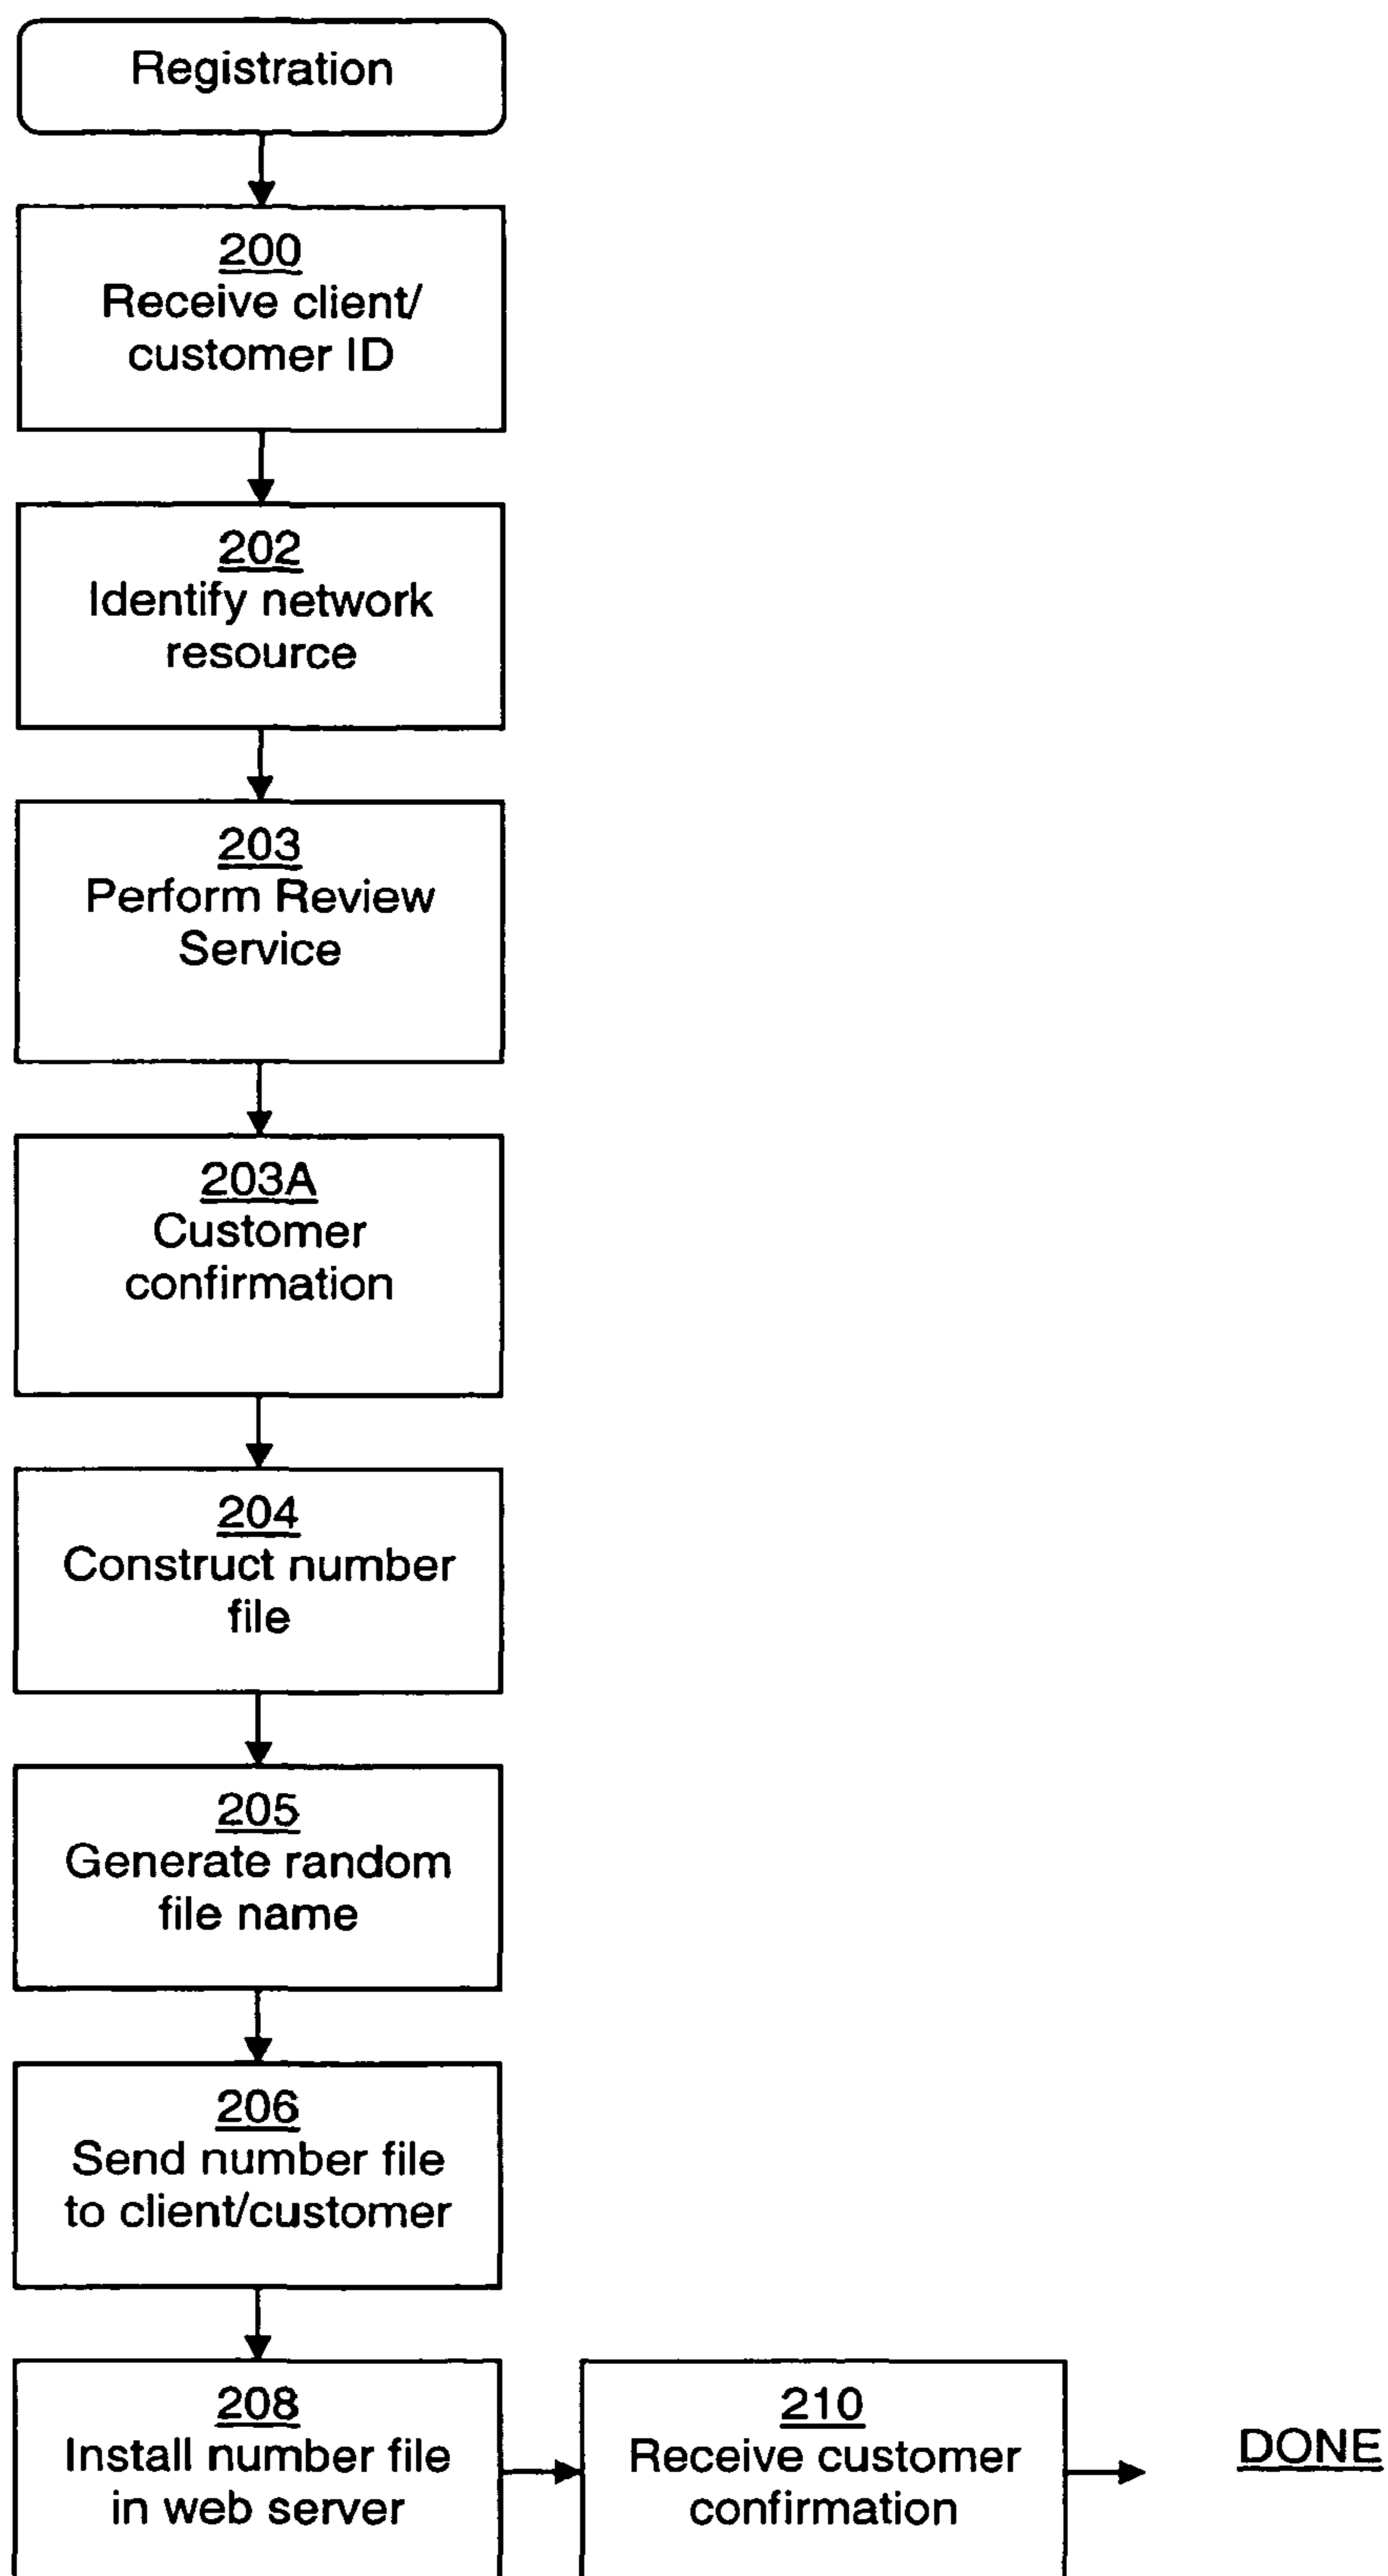 Registration
200
Receive client/
customer ID
202
Identify network
resource
203
Perform Review
Service
203A
Customer
confirmation
204
Construct number
file
205
Generate random
file name
206
Send number file
to client/customer
208
Install number file
in web server
210
Receive customer
confirmation
DONE